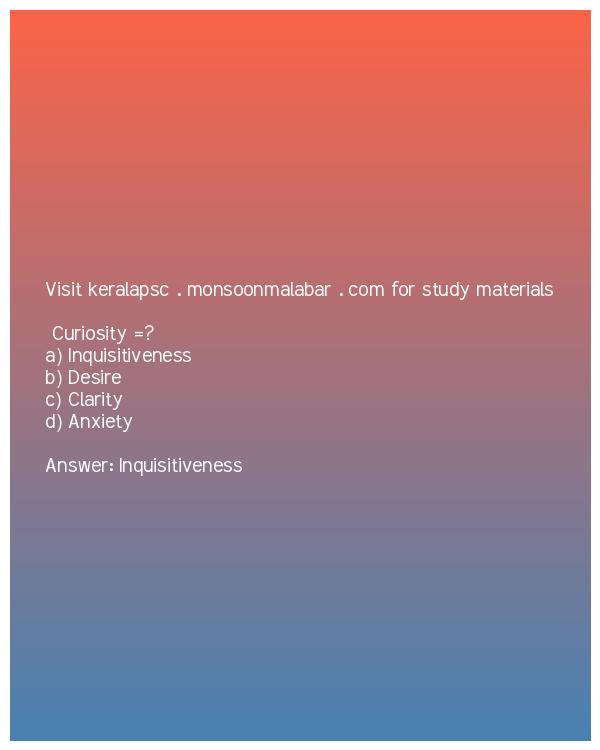 Visit keralapsc . monsoonmalabar . com for study materials
Curiosity =?
a) Inquisitiveness
b) Desire
c) Clarity
d) Anxiety
Answer: Inquisitiveness